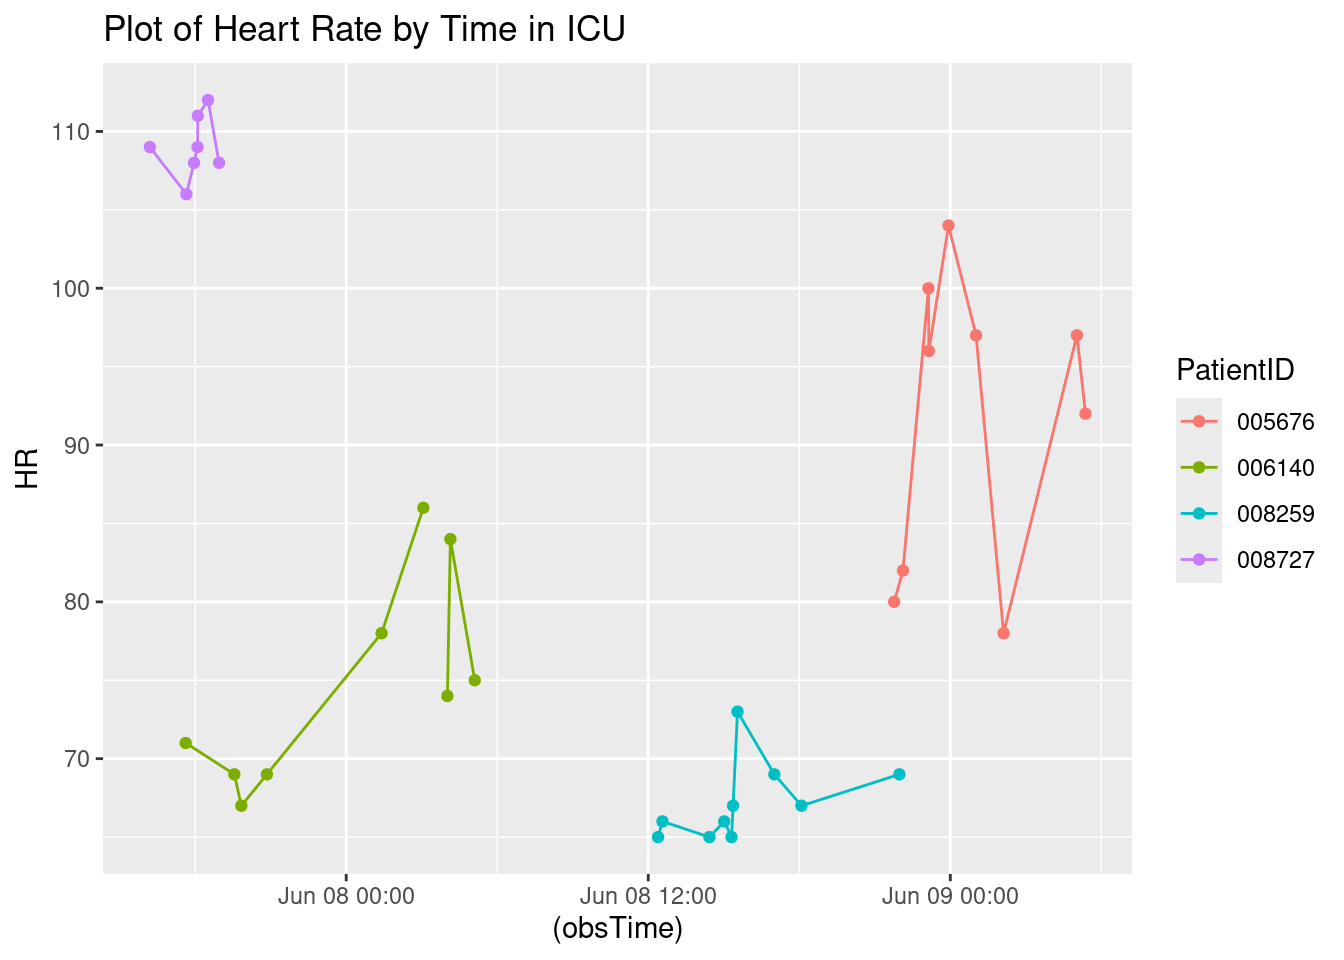 Plot of Heart Rate by Time in ICU
110
100
90
80
70
HR
Jun 08 00:00
Jun 08 12:00
Jun 09 00:00
(obsTime)
PatientID
005676
006140
008259
008727